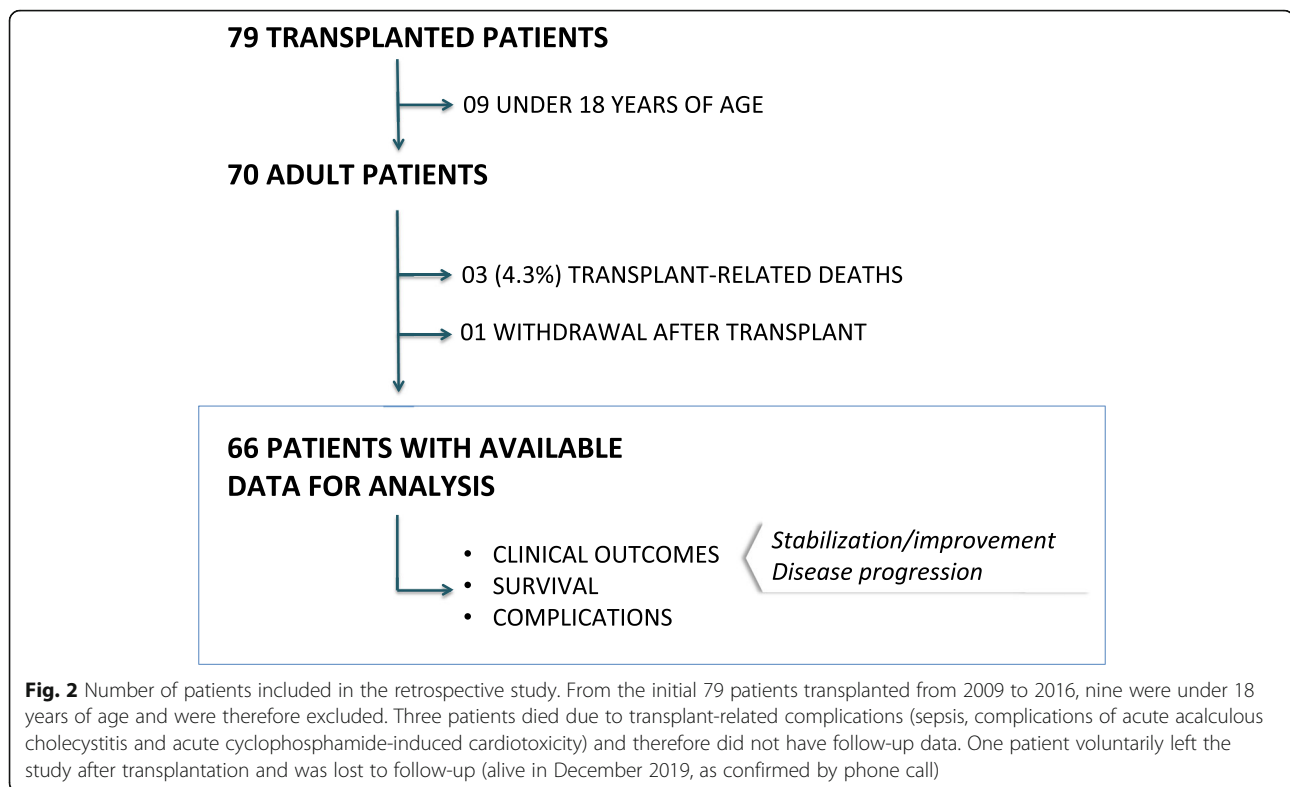 79 TRANSPLANTED PATIENTS
09 UNDER 18 YEARS OF AGE
70 ADULT PATIENTS
03 (4.3%) TRANSPLANT-RELATED DEATHS
01 WITHDRAWAL AFTER TRANSPLANT
66 PATIENTS WITH AVAILABLE
DATA FOR ANALYSIS
• CLINICAL OUTCOMES
• SURVIVAL
• COMPLICATIONS
Stabilization/improvement
Disease progression
Fig. 2 Number of patients included in the retrospective study. From the initial 79 patients transplanted from 2009 to 2016, nine were under 18
years of age and were therefore excluded. Three patients died due to transplant-related complications (sepsis, complications of acute acalculous
cholecystitis and acute cyclophosphamide-induced cardiotoxicity) and therefore did not have follow-up data. One patient voluntarily left the
study after transplantation and was lost to follow-up (alive in December 2019, as confirmed by phone call)